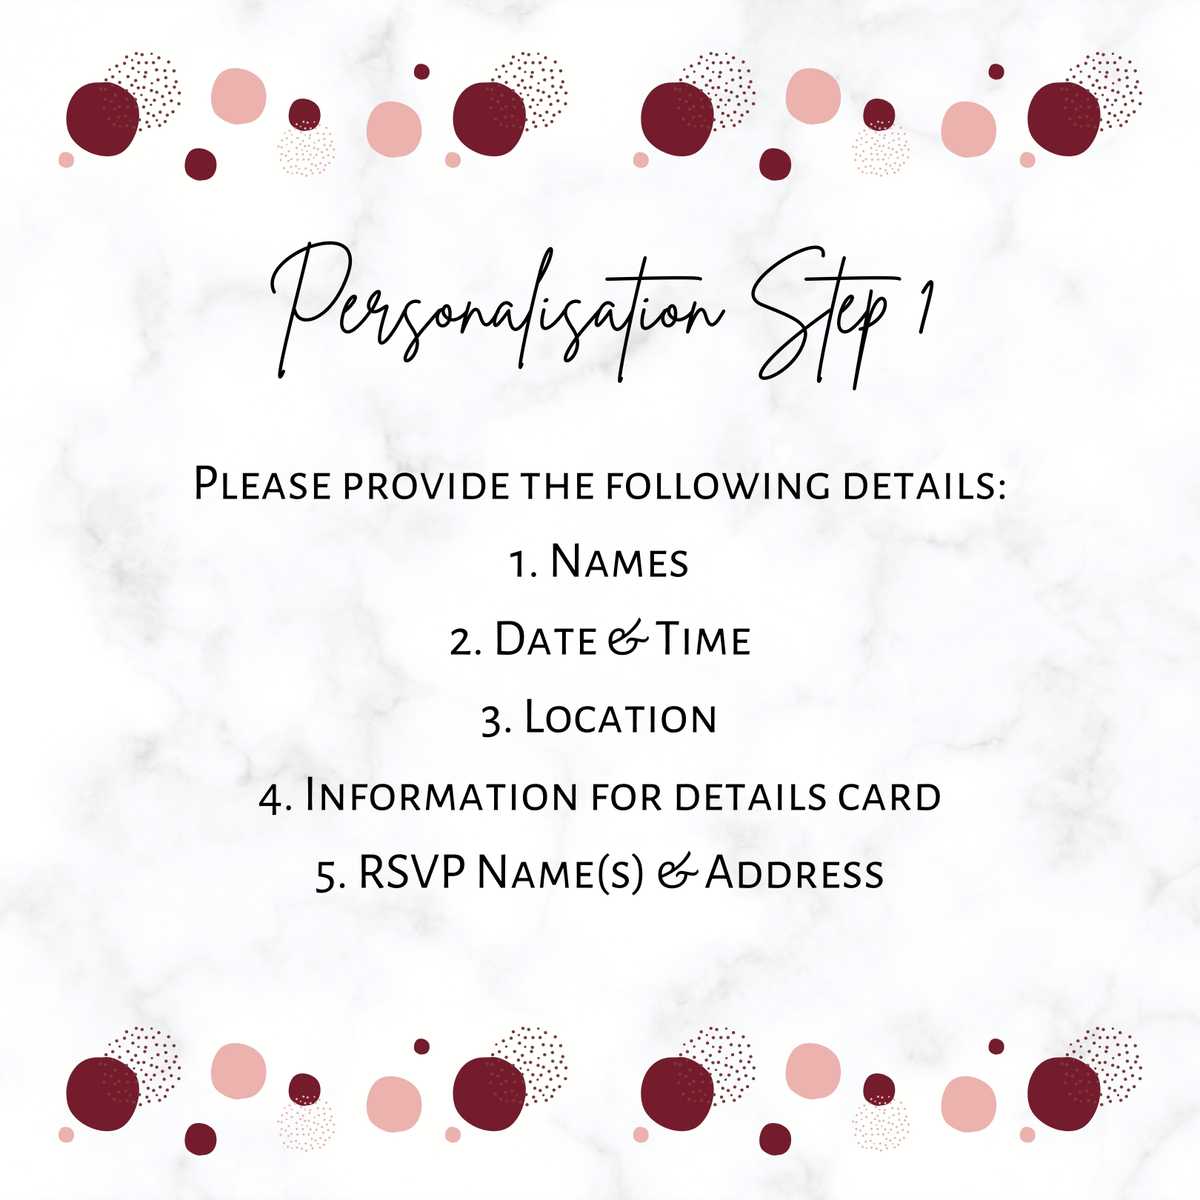 Personalisation Step 1
Please provide the following details:
1. Names
2. Date & Time
3. Location
4. Information for details card
5. RSVP Name(s) & Address